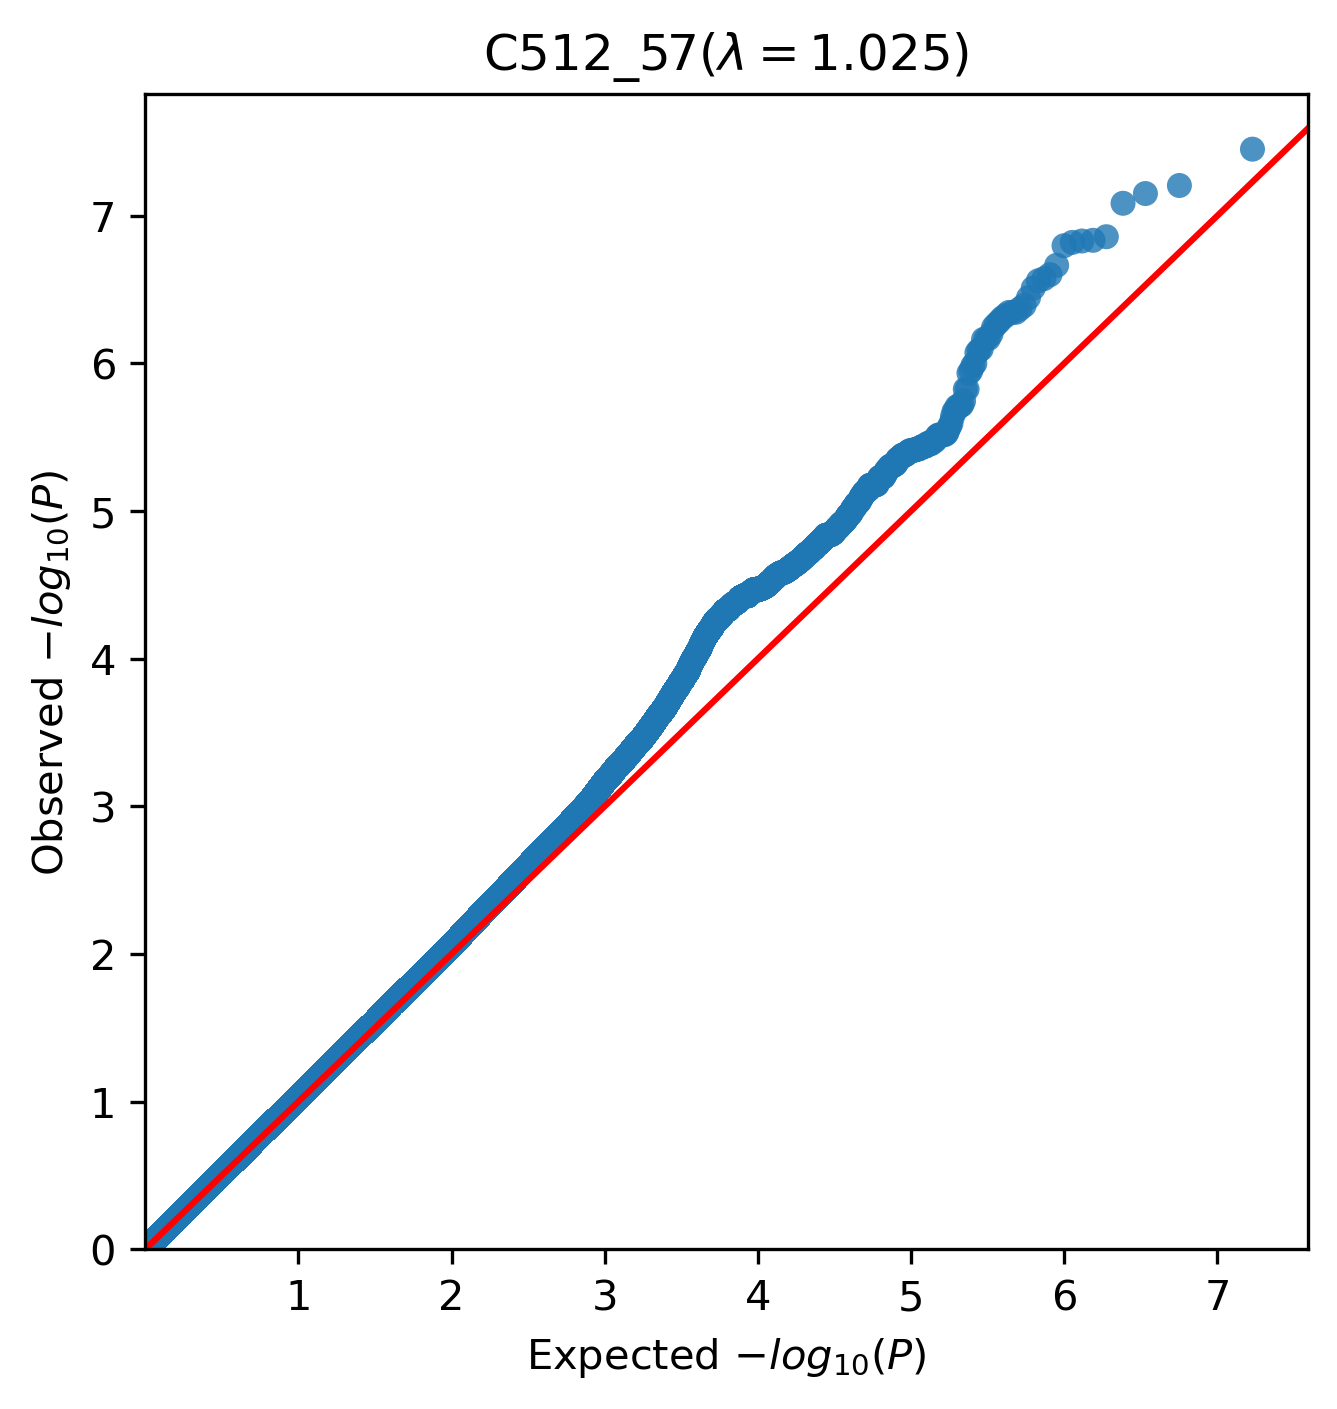 C512_57(λ = 1.025)
Observed −log10(P)
7
6
5
4
3
2
1
0
1 2 3 4 5 6 7
Expected −log10(P)